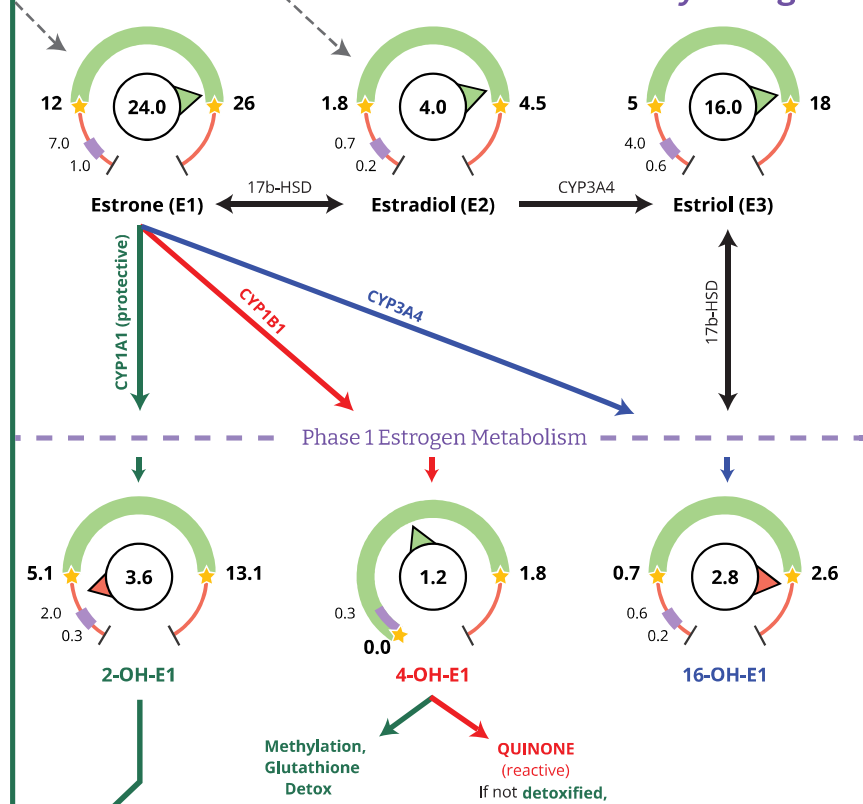 12
24.0
26
7.0
1.0
Estrone (E1)
1.8
4.0
4.5
0.7
0.2
Estradiol (E2)
5
16.0
18
4.0
0.6
Estriol (E3)
17b-HSD
CYP3A4
CYP1A1 (protective)
CYP1B1
CYP3A4
17b-HSD
Phase 1 Estrogen Metabolism
5.1
3.6
13.1
2.0
0.3
2-OH-E1
1.2
1.8
0.3
0.0
4-OH-E1
0.7
2.8
2.6
0.6
0.2
16-OH-E1
Methylation,
Glutathione
Detox
QUINONE
(reactive)
If not detoxified,